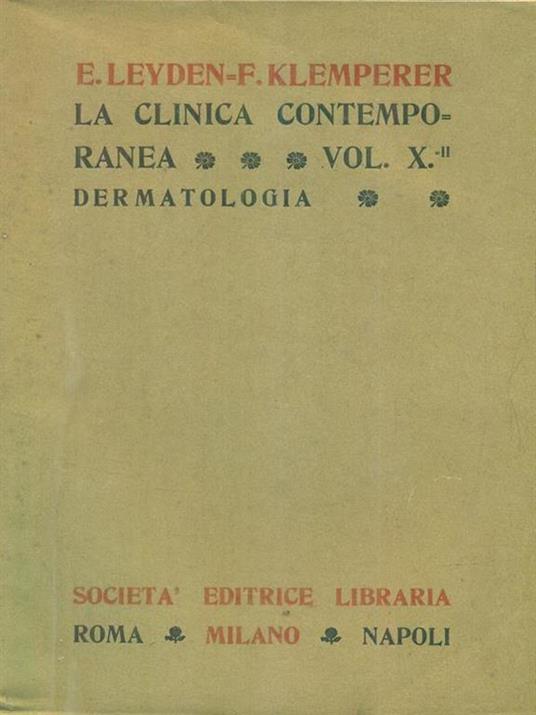 E. LEYDEN=F. KLEMPERER
LA CLINICA CONTEMPO=
RANEA VOL. X.-II
DERMATOLOGIA
SOCIETA' EDITRICE LIBRARIA
ROMA MILANO NAPOLI